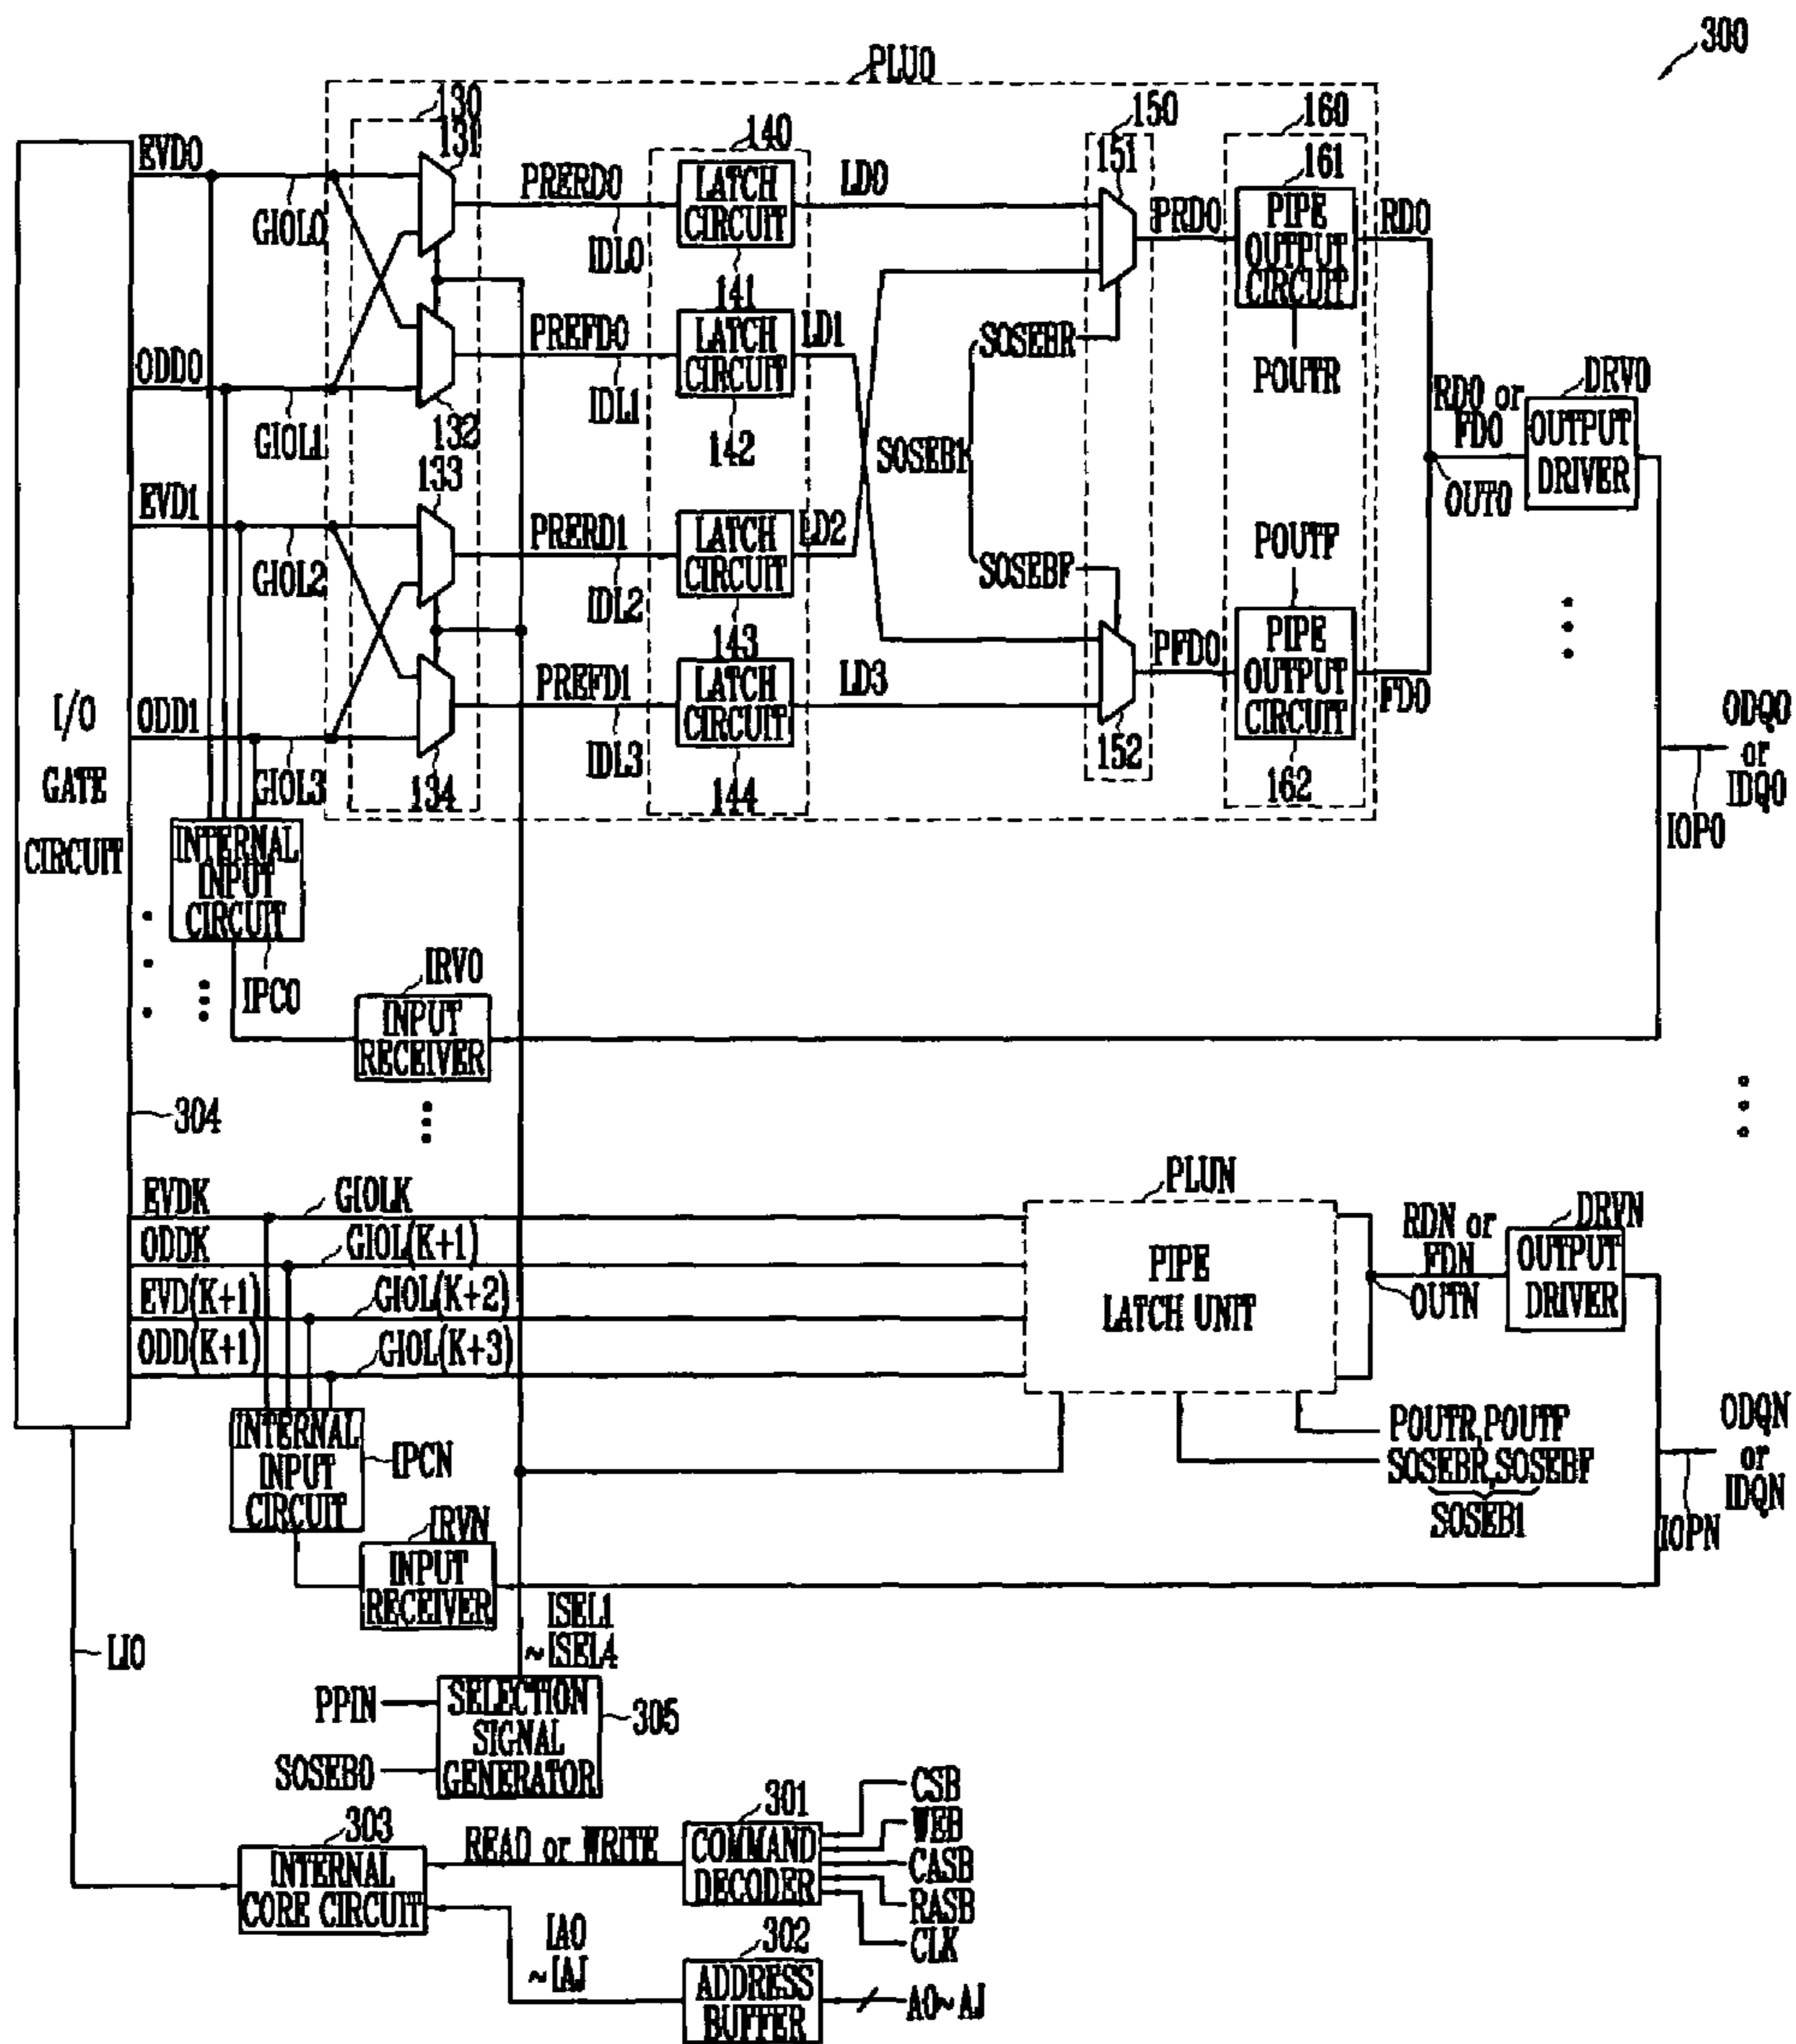 300
PLU0
130
131
140
150
151
160
161
EVD0
GIOL0
PRERD0
IDL0
LATCH
CIRCUIT
141
LD0
PRD0
PIPE
OUTPUT
CIRCUIT
RD0
POUTR
ODD0
GIOL1
132
PREFD0
IDL1
LATCH
CIRCUIT
142
LD1
SOSEBR
SOSEB1
SOSEBF
RD0 or
FD0
OUT0
DRV0
OUTPUT
DRIVER
EVD1
GIOL2
133
PRERD1
IDL2
LATCH
CIRCUIT
143
LD2
POUTF
ODD1
GIOL3
134
PREFD1
IDL3
LATCH
CIRCUIT
144
LD3
152
PFD0
PIPE
OUTPUT
CIRCUIT
162
FD0
ODQ0
or
IDQ0
IOP0
I/O
GATE
CIRCUIT
INTERNAL
INPUT
CIRCUIT
IPC0
IRV0
INPUT
RECEIVER
304
EVDK
GIOLK
ODDK
GIOL(K+1)
EVD(K+1)
GIOL(K+2)
ODD(K+1)
GIOL(K+3)
PLUN
PIPE
LATCH UNIT
RDN or
FDN
OUTN
DRVN
OUTPUT
DRIVER
POUTR,POUTF
SOSEBR,SOSEBF
SOSEB1
ODQN
or
IDQN
IOPN
INTERNAL
INPUT
CIRCUIT
IPCN
IRVN
INPUT
RECEIVER
ISEL1
~ISEL4
LIO
PPIN
SOSEB0
SELECTION
SIGNAL
GENERATOR
305
303
INTERNAL
CORE CIRCUIT
READ or WRITE
301
COMMAND
DECODER
CSB
WEB
CASB
RASB
CLK
IA0
~IAJ
302
ADDRESS
BUFFER
A0~AJ